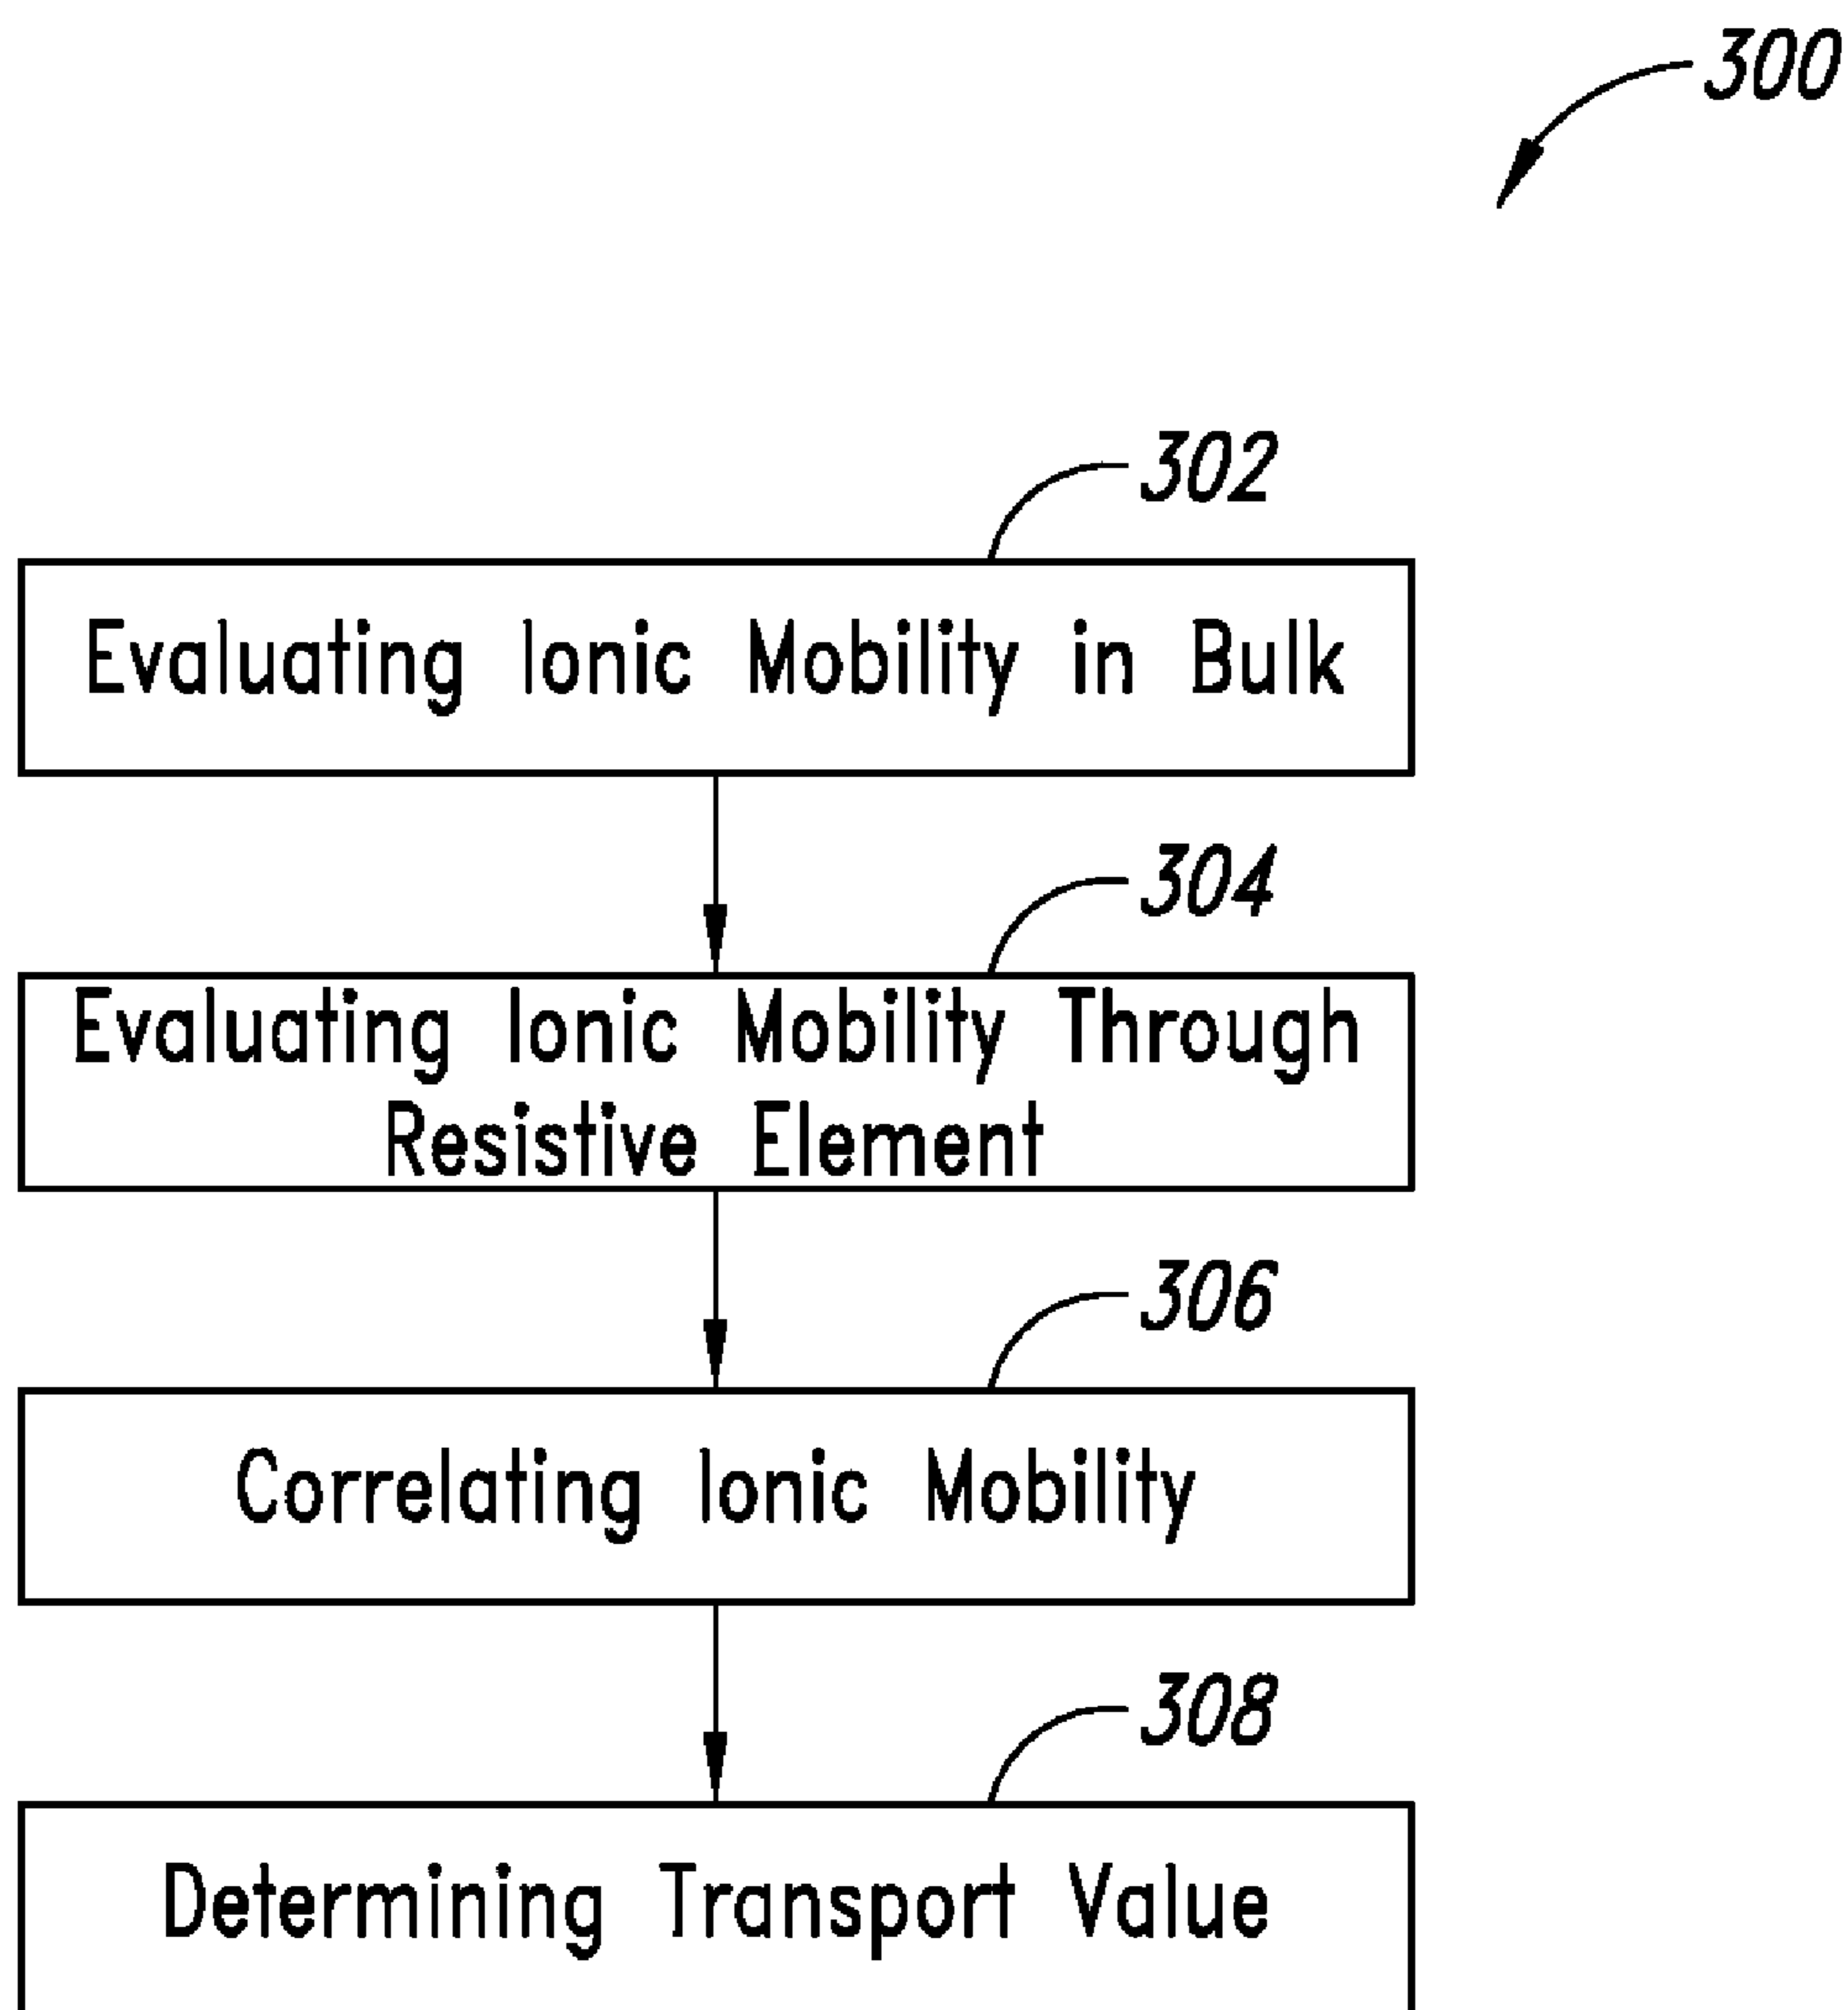 300
302
Evaluating Ionic Mobility in Bulk
304
Evaluating Ionic Mobility Through
Resistive Element
306
Correlating Ionic Mobility
308
Determining Transport Value